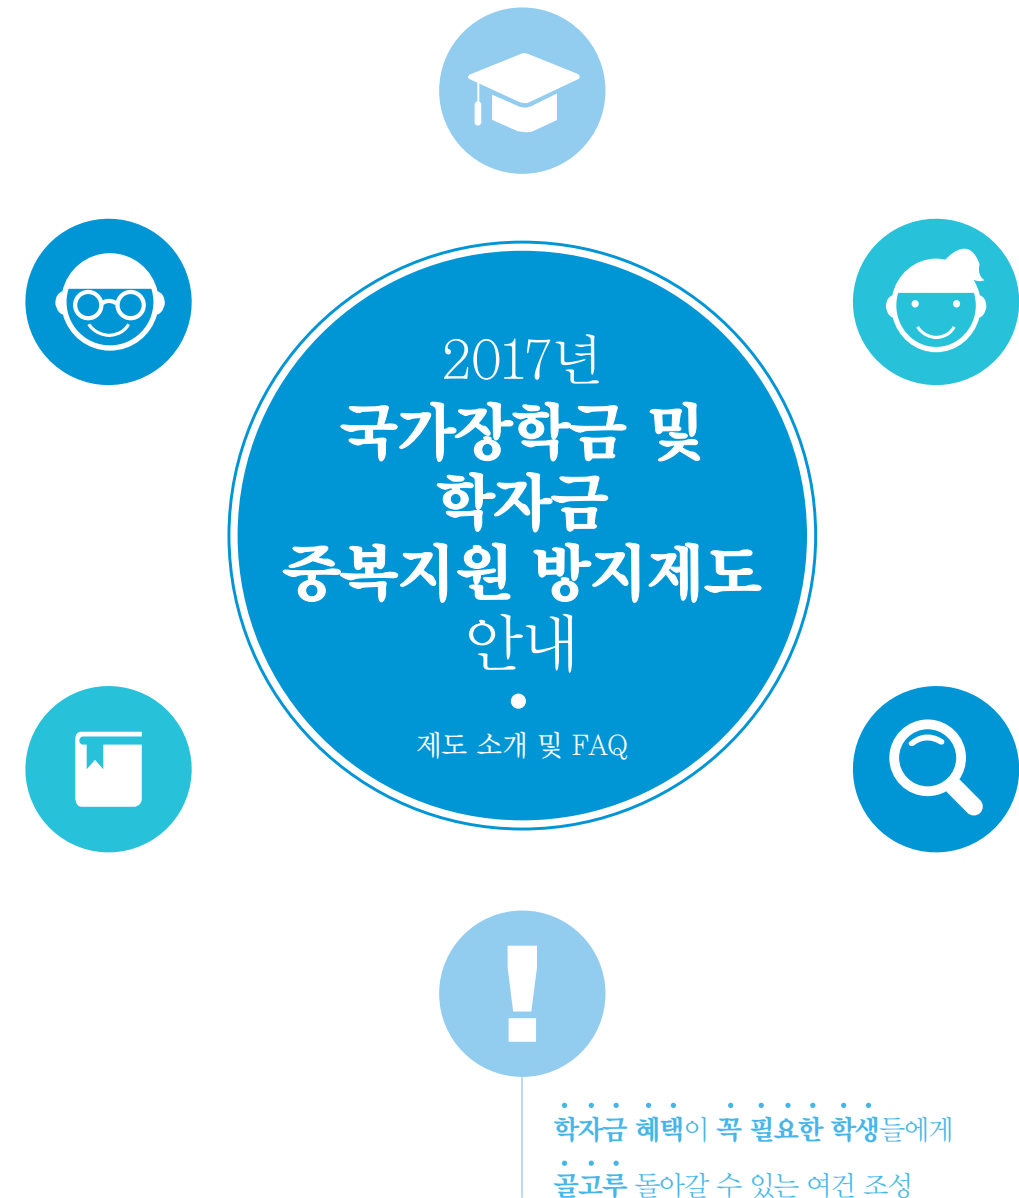 2017년
국가장학금 및
학자금
중복지원 방지제도
안내
제도 소개 및 FAQ
!
학자금 혜택이 꼭 필요한 학생들에게
골고루 돌아갈 수 있는 여건 조성